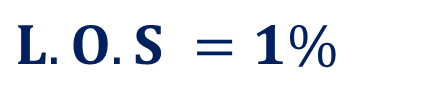 L. O. S = 1%